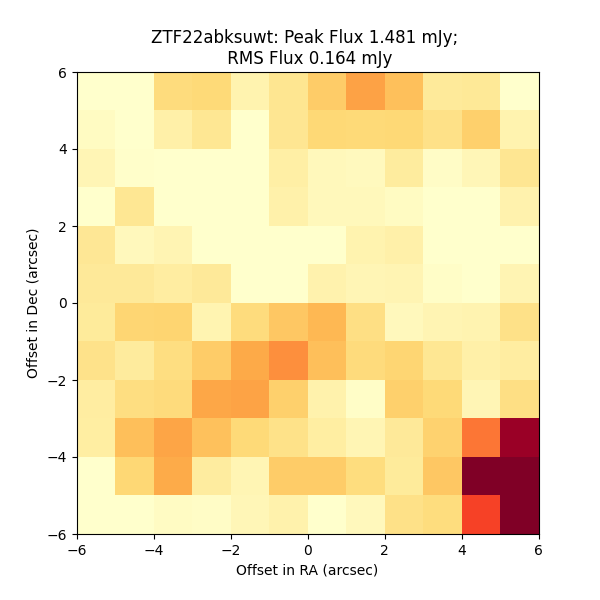 ZTF22abksuwt: Peak Flux 1.481 mJy;
RMS Flux 0.164 mJy
6
4
2
0
−2
−4
−6
Offset in Dec (arcsec)
−6 −4 −2 0 2 4 6
Offset in RA (arcsec)